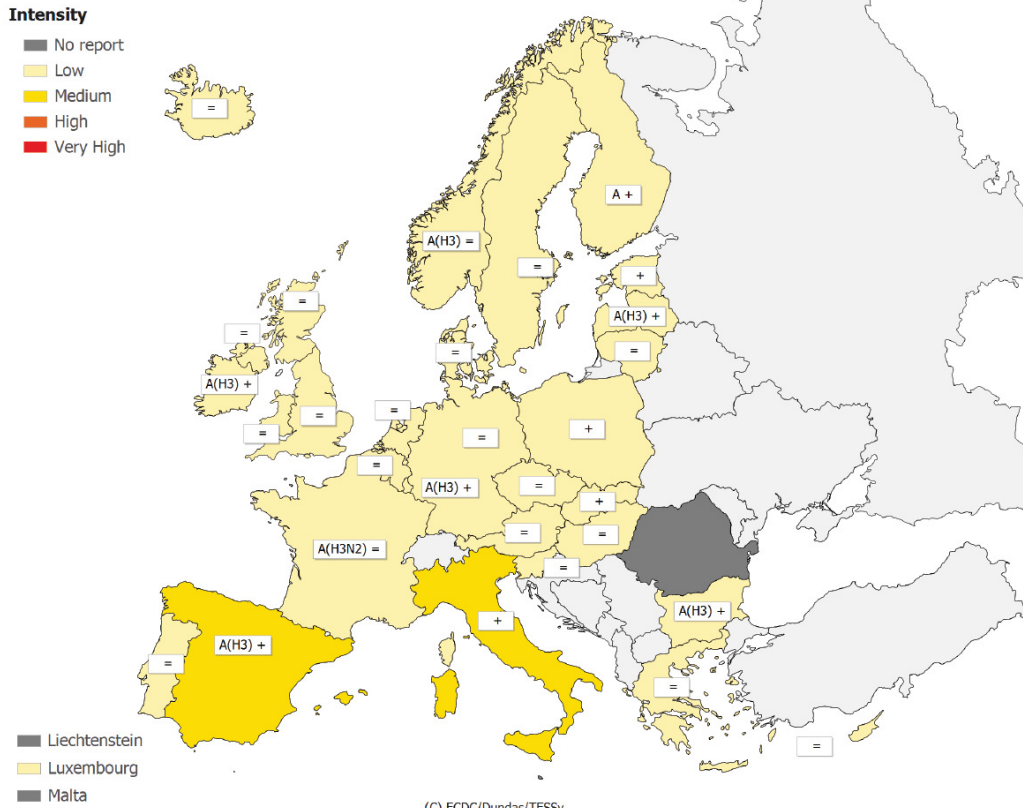 Intensity
No report
Low
Medium
High
Very High
=
A +
A(H3) =
=
+
=
A(H3) +
=
=
=
A(H3) +
=
=
=
+
=
=
=
A(H3) +
=
+
=
=
A(H3N2) =
=
A(H3) +
+
A(H3) +
=
=
=
Liechtenstein
Luxembourg
Malta
(C) ECDC/Dundas/TESSy